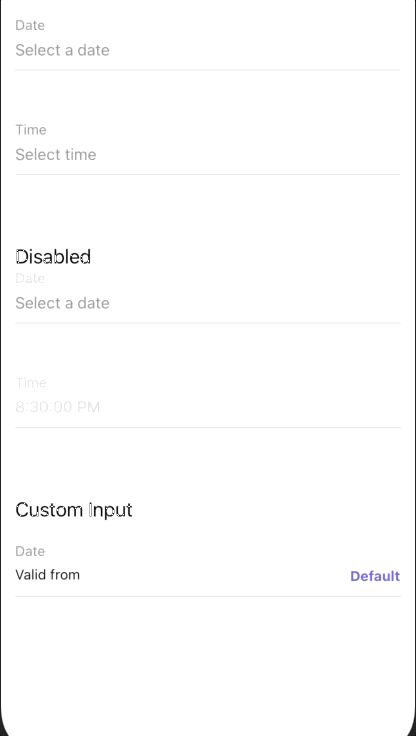 Date
Select a date
Time
Select time
Disabled
Date
Select a date
Time
8:30:00 PM
Custom Input
Date
Valid from
Default